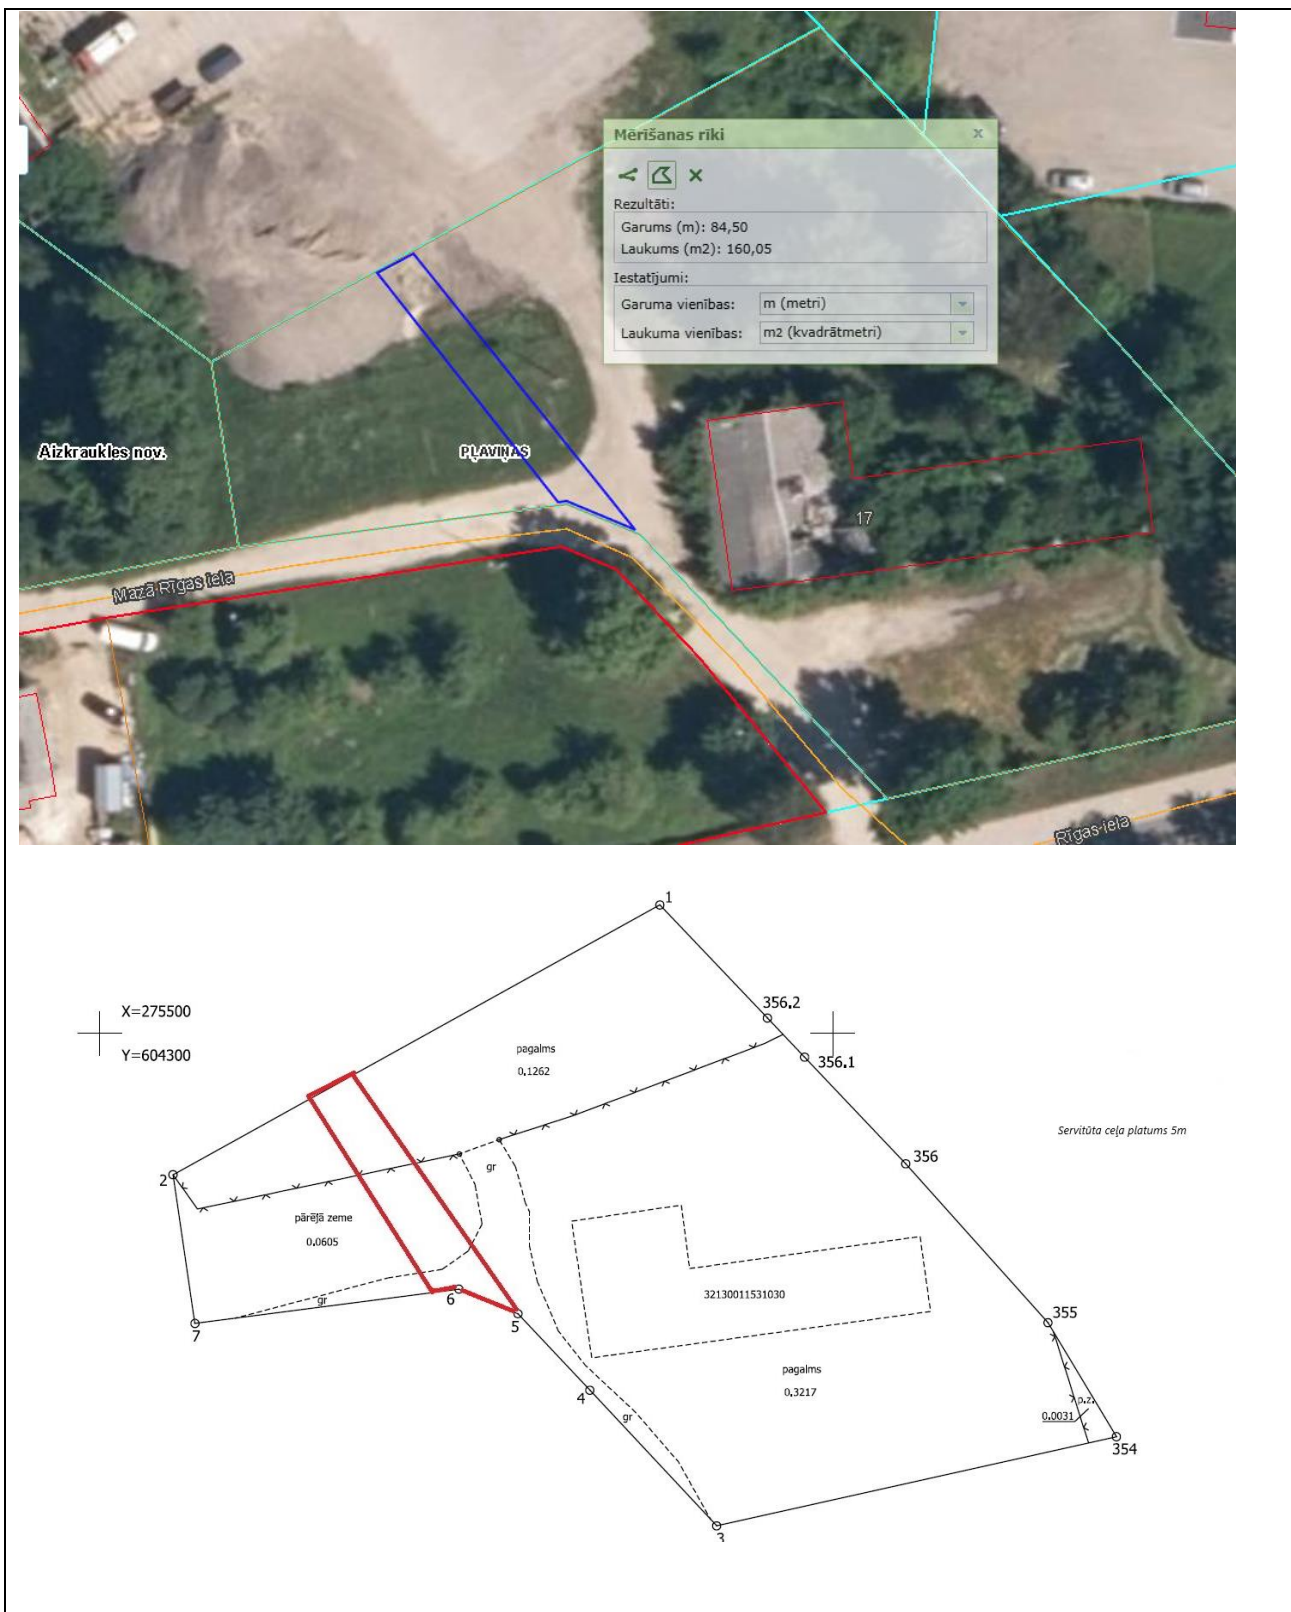 Mērīšanas rīki x
Rezultāti:
Garums (m): 84,50
Laukums (m2): 160,05
Iestatījumi:
Garuma vienības: m (metri)
Laukuma vienības: m2 (kvadrātmetri)
Aizkraukles nov.
PĻAVIŅAS
17
Mazā Rīgas iela
Rīgas iela
1
X=275500
356.2
Y=604300
pagalms
0.1262
356.1
Servitūta ceļa platums 5m
356
gr
2
pārējā zeme
0.0605
32130011531030
6
gr
5
7
355
pagalms
0.3217
4
p.z.
0.0031
gr
354
3